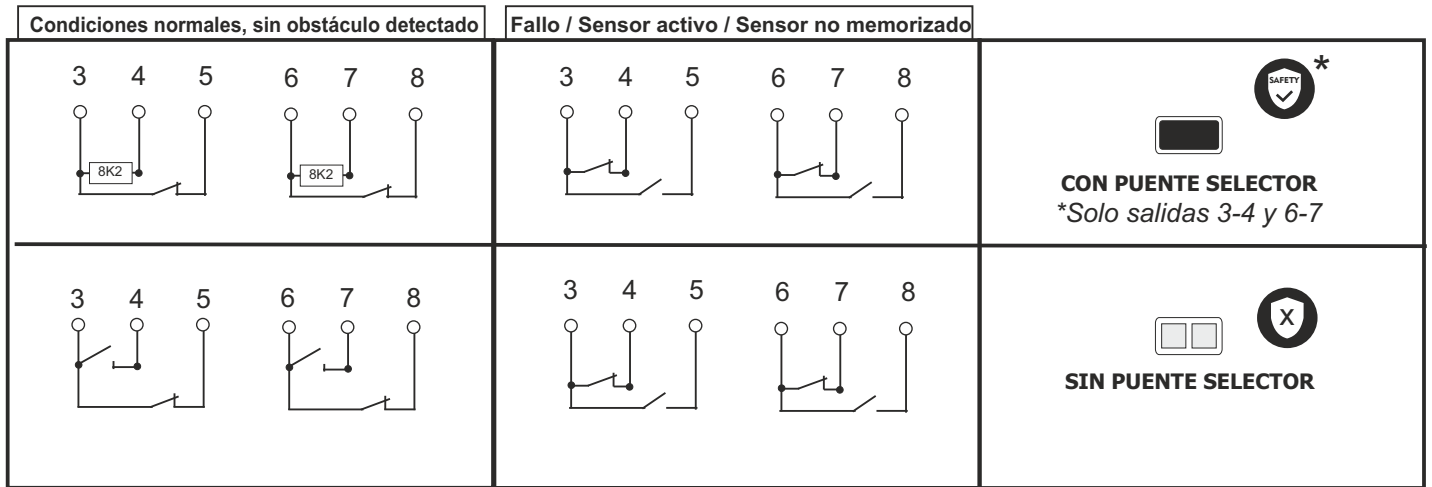 Condiciones normales, sin obstáculo detectado
Fallo / Sensor activo / Sensor no memorizado
3 4 5 6 7 8
8K2 8K2
3 4 5 6 7 8
SAFETY *
CON PUENTE SELECTOR
*Solo salidas 3-4 y 6-7
3 4 5 6 7 8
3 4 5 6 7 8
X
SIN PUENTE SELECTOR